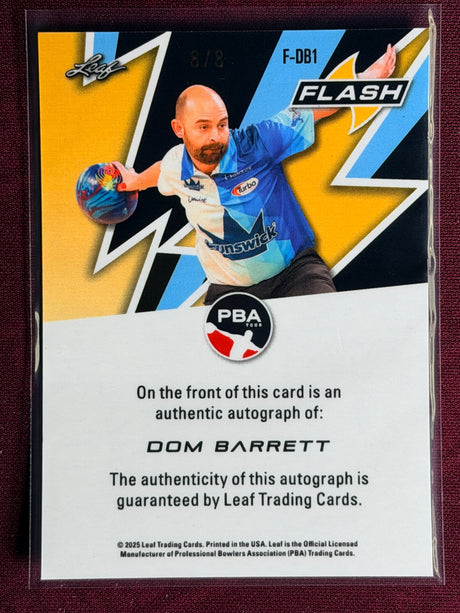 Leaf
8/8
F-DB1
FLASH
Turbo
Brunswick
PBA
TOUR
On the front of this card is an
authentic autograph of:
DOM BARRETT
The authenticity of this autograph is
guaranteed by Leaf Trading Cards.
© 2025 Leaf Trading Cards. Printed in the USA. Leaf is the Official Licensed
Manufacturer of Professional Bowlers Association (PBA) Trading Cards.